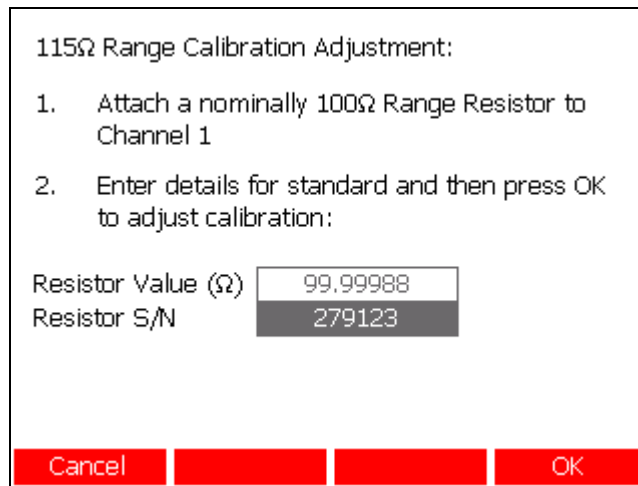 115Ω Range Calibration Adjustment:
1. Attach a nominally 100Ω Range Resistor to
Channel 1
2. Enter details for standard and then press OK
to adjust calibration:
Resistor Value (Ω) 99.99988
Resistor S/N 279123
Cancel OK